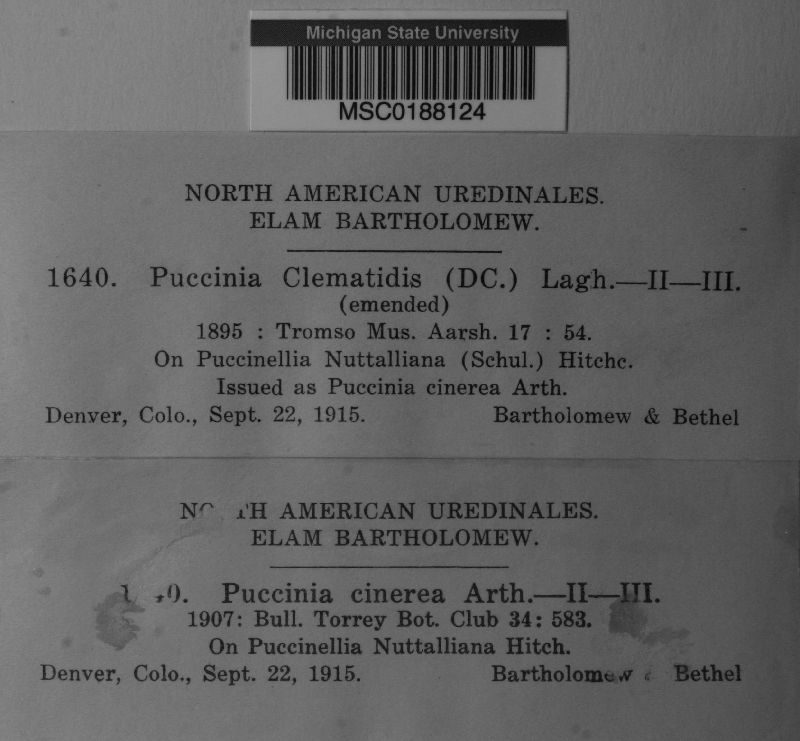 Michigan State University
MSC0188124
NORTH AMERICAN UREDINALES.
ELAM BARTHOLOMEW.
1640. Puccinia Clematidis (DC.) Lagh.—II—III.
(emended)
1895 : Tromso Mus. Aarsh. 17 : 54.
On Puccinellia Nuttalliana (Schul.) Hitchc.
Issued as Puccinia cinerea Arth.
Denver, Colo., Sept. 22, 1915. Bartholomew & Bethel
AMERICAN UREDINALES.
ELAM BARTHOLOMEW.
Puccinia cinerea Arth.—II—III.
1907: Bull. Torrey Bot. Club 34: 583.
On Puccinellia Nuttalliana Hitch.
Denver, Colo., Sept. 22, 1915. Bartholomew Bethel